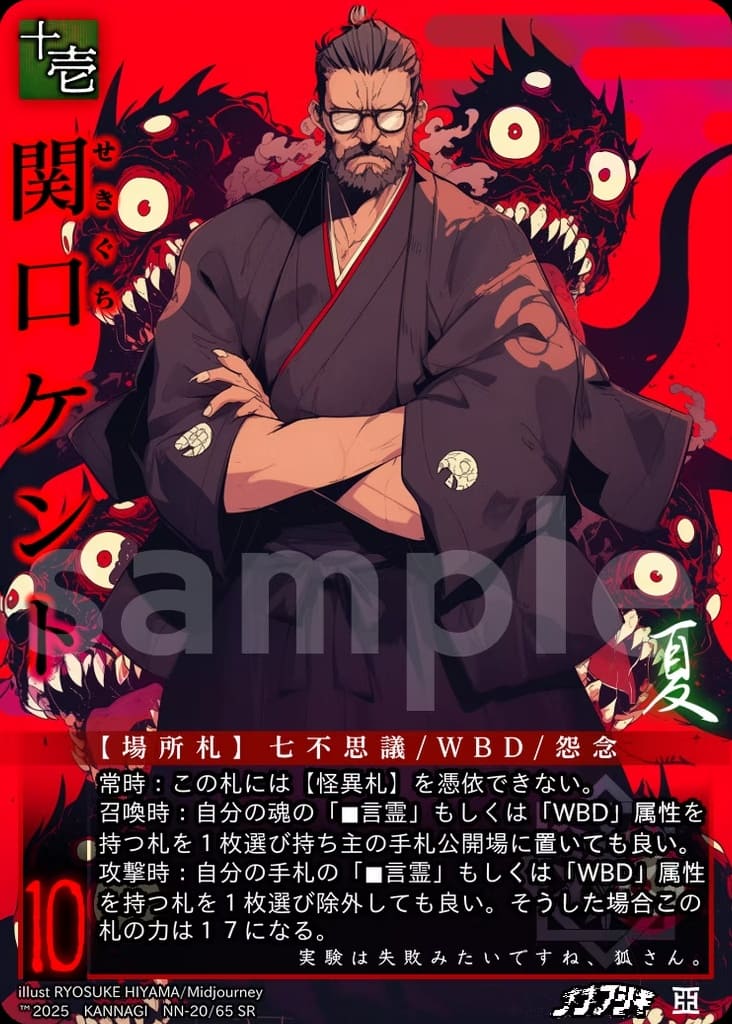 十壱
関口ケント
せきぐち
sample
夏
【場所札】七不思議/WBD/怨念
常時：この札には【怪異札】を憑依できない。
召喚時：自分の魂の「■言霊」もしくは「WBD」属性を
持つ札を１枚選び持ち主の手札公開場に置いても良い。
攻撃時：自分の手札の「■言霊」もしくは「WBD」属性
を持つ札を１枚選び除外しても良い。そうした場合この
札の力は１７になる。
実験は失敗みたいですね、狐さん。
10
illust RYOSUKE HIYAMA/Midjourney
™2025 KANNAGI NN-20/65 SR